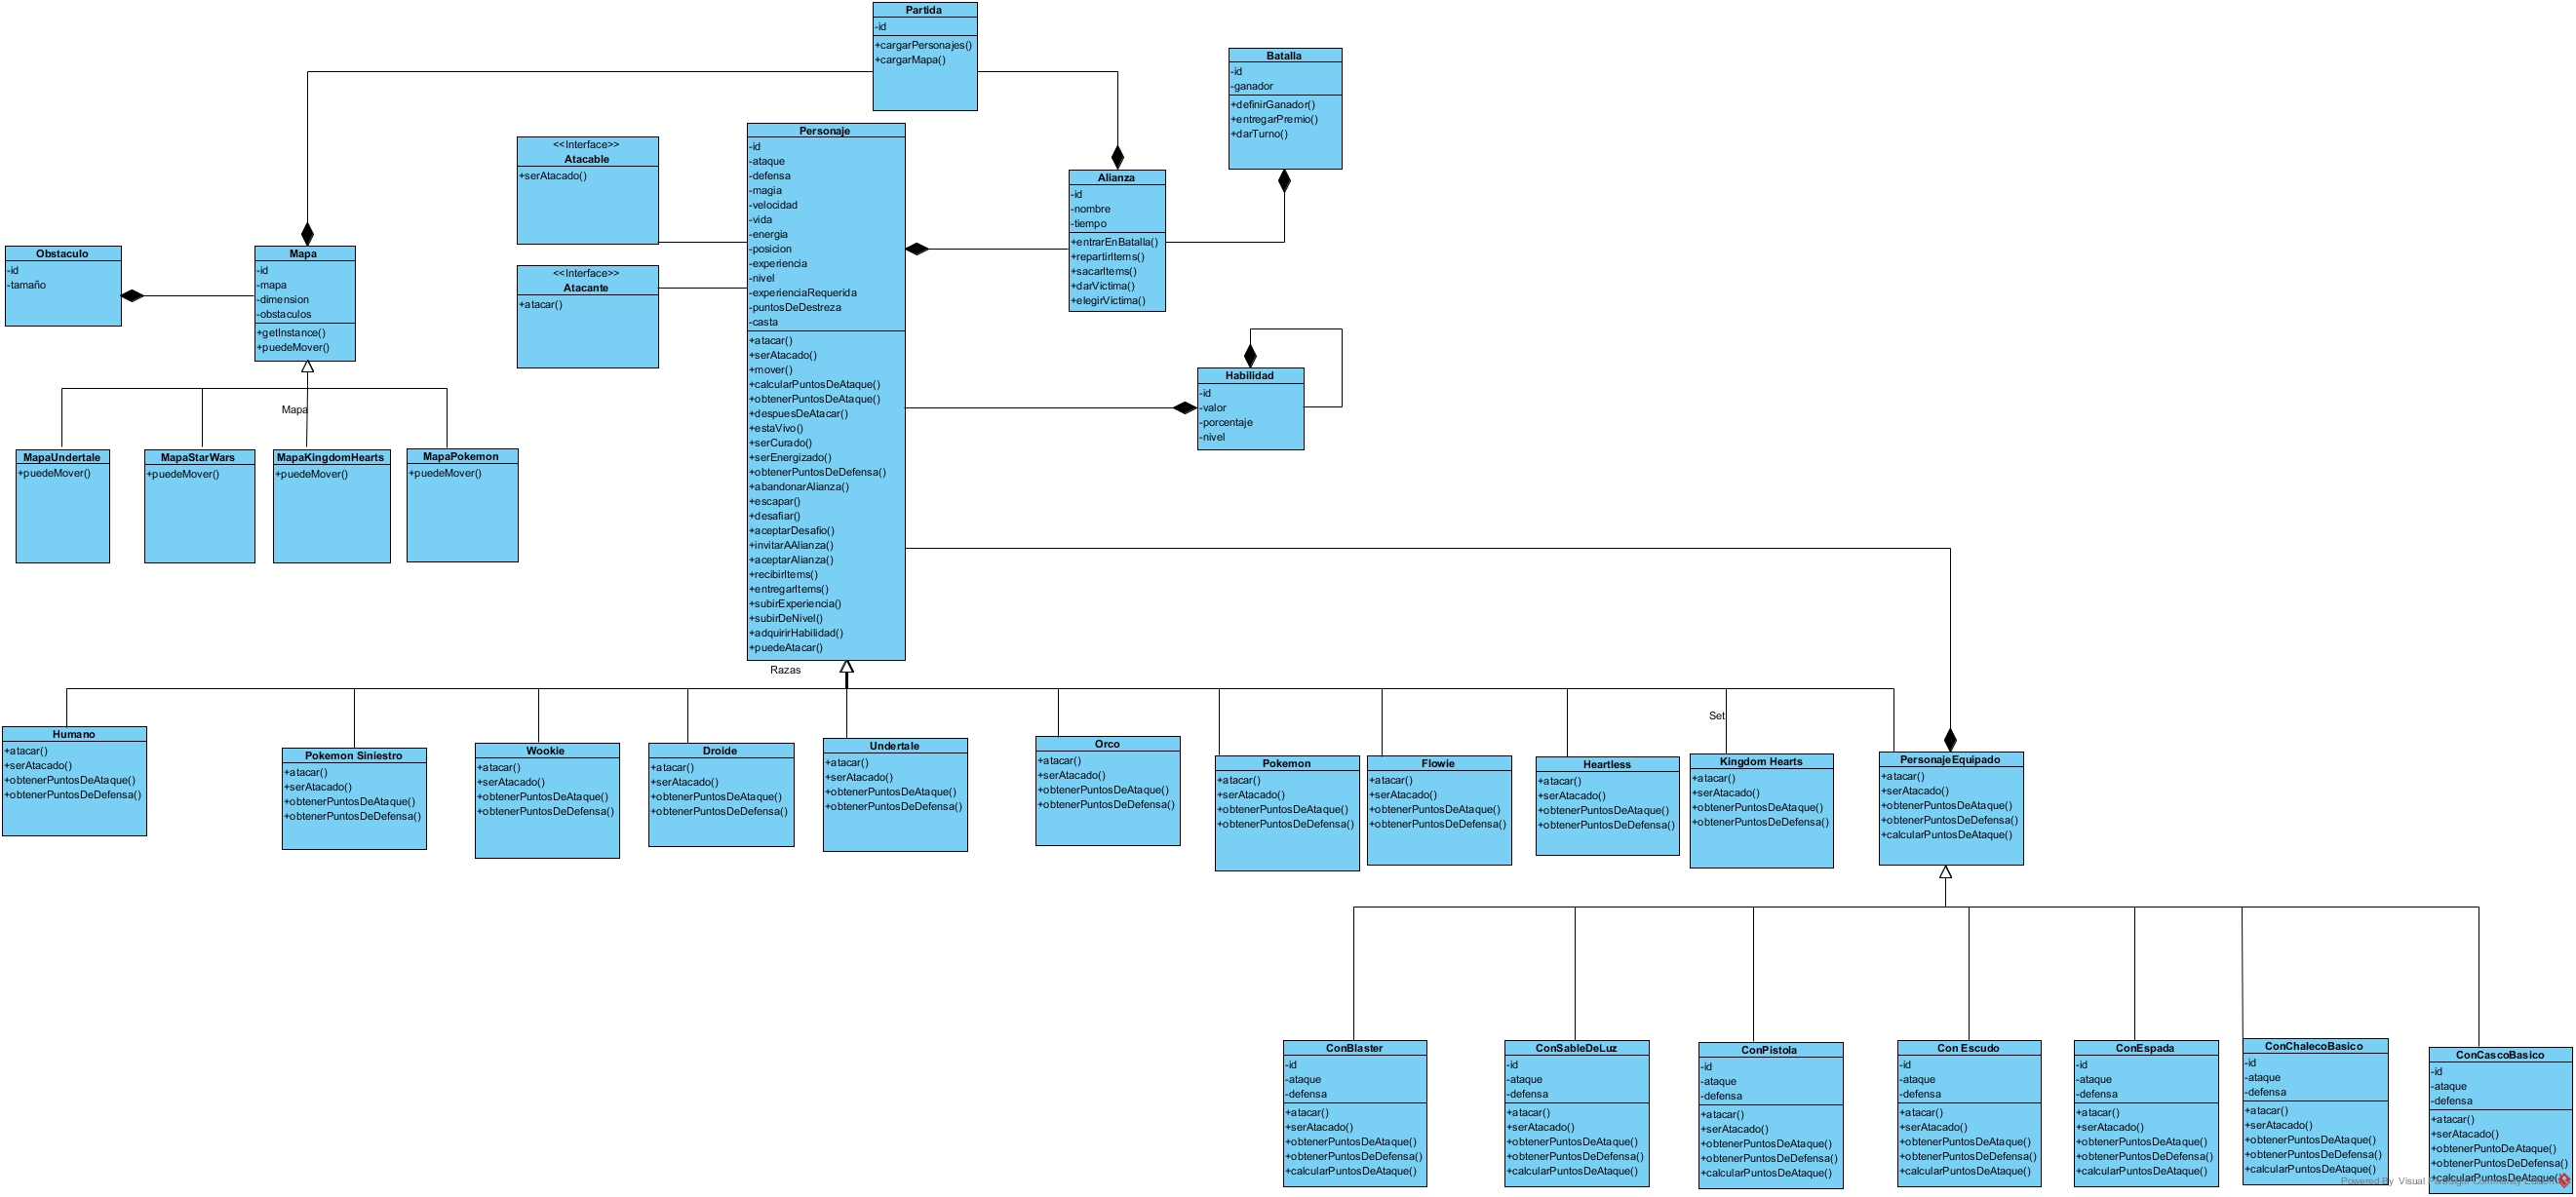 Partida
-id
+cargarPersonajes()
+cargarMapa()
Batalla
-id
-ganador
+definirGanador()
+entregarPremio()
+darTurno()
<<Interface>>
Atacable
+serAtacado()
<<Interface>>
Atacante
+atacar()
Personaje
-id
-ataque
-defensa
-magia
-velocidad
-vida
-energia
-posicion
-experiencia
-nivel
-experienciaRequerida
-puntosDeDestreza
-casta
+atacar()
+serAtacado()
+mover()
+calcularPuntosDeAtaque()
+obtenerPuntosDeAtaque()
+despuesDeAtacar()
+estaVivo()
+serCurado()
+serEnergizado()
+obtenerPuntosDeDefensa()
+abandonarAlianza()
+escapar()
+desafiar()
+aceptarDesafio()
+invitarAAlianza()
+aceptarAlianza()
+recibirItems()
+entregarItems()
+subirExperiencia()
+subirDeNivel()
+adquirirHabilidad()
+puedeAtacar()
Alianza
-id
-nombre
-tiempo
+entrarEnBatalla()
+repartirItems()
+sacarItems()
+darVictima()
+elegirVictima()
Obstaculo
-id
-tamaño
Mapa
-id
-mapa
-dimension
-obstaculos
+getInstance()
+puedeMover()
Habilidad
-id
-valor
-porcentaje
-nivel
Mapa
MapaUndertale
+puedeMover()
MapaStarWars
+puedeMover()
MapaKingdomHearts
+puedeMover()
MapaPokemon
+puedeMover()
Razas
Set
Humano
+atacar()
+serAtacado()
+obtenerPuntosDeAtaque()
+obtenerPuntosDeDefensa()
Pokemon Siniestro
+atacar()
+serAtacado()
+obtenerPuntosDeAtaque()
+obtenerPuntosDeDefensa()
Wookie
+atacar()
+serAtacado()
+obtenerPuntosDeAtaque()
+obtenerPuntosDeDefensa()
Droide
+atacar()
+serAtacado()
+obtenerPuntosDeAtaque()
+obtenerPuntosDeDefensa()
Undertale
+atacar()
+serAtacado()
+obtenerPuntosDeAtaque()
+obtenerPuntosDeDefensa()
Orco
+atacar()
+serAtacado()
+obtenerPuntosDeAtaque()
+obtenerPuntosDeDefensa()
Pokemon
+atacar()
+serAtacado()
+obtenerPuntosDeAtaque()
+obtenerPuntosDeDefensa()
Flowie
+atacar()
+serAtacado()
+obtenerPuntosDeAtaque()
+obtenerPuntosDeDefensa()
Heartless
+atacar()
+serAtacado()
+obtenerPuntosDeAtaque()
+obtenerPuntosDeDefensa()
Kingdom Hearts
+atacar()
+serAtacado()
+obtenerPuntosDeAtaque()
+obtenerPuntosDeDefensa()
PersonajeEquipado
+atacar()
+serAtacado()
+obtenerPuntosDeAtaque()
+obtenerPuntosDeDefensa()
+calcularPuntosDeAtaque()
ConBlaster
-id
-ataque
-defensa
+atacar()
+serAtacado()
+obtenerPuntosDeAtaque()
+obtenerPuntosDeDefensa()
+calcularPuntosDeAtaque()
ConSableDeLuz
-id
-ataque
-defensa
+atacar()
+serAtacado()
+obtenerPuntosDeAtaque()
+obtenerPuntosDeDefensa()
+calcularPuntosDeAtaque()
ConPistola
-id
-ataque
-defensa
+atacar()
+serAtacado()
+obtenerPuntosDeAtaque()
+obtenerPuntosDeDefensa()
+calcularPuntosDeAtaque()
Con Escudo
-id
-ataque
-defensa
+atacar()
+serAtacado()
+obtenerPuntosDeAtaque()
+obtenerPuntosDeDefensa()
+calcularPuntosDeAtaque()
ConEspada
-id
-ataque
-defensa
+atacar()
+serAtacado()
+obtenerPuntosDeAtaque()
+obtenerPuntosDeDefensa()
+calcularPuntosDeAtaque()
ConChalecoBasico
-id
-ataque
-defensa
+atacar()
+serAtacado()
+obtenerPuntosDeAtaque()
+obtenerPuntosDeDefensa()
+calcularPuntosDeAtaque()
ConCascoBasico
-id
-ataque
-defensa
+atacar()
+serAtacado()
+obtenerPuntoDeAtaque()
+obtenerPuntosDeDefensa()
+calcularPuntosDeAtaque()
Powered By Visual Paradigm Community Edition